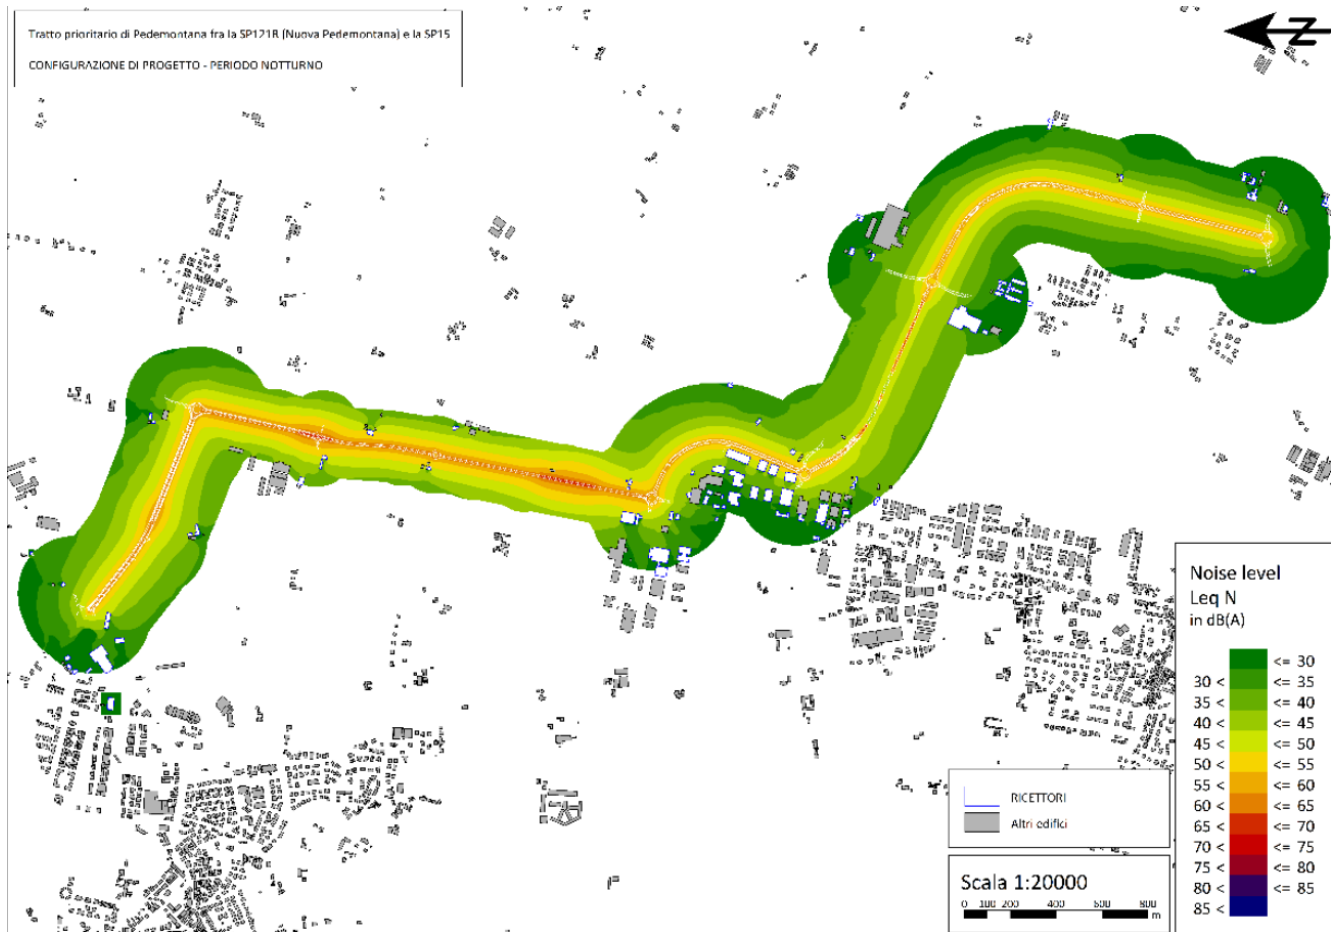 Tratto prioritario di Pedemontana fra la SP121R (Nuova Pedemontana) e la SP15
CONFIGURAZIONE DI PROGETTO - PERIODO NOTTURNO
Z
Noise level
Leq N
in dB(A)
<= 30
30 < <= 35
35 < <= 40
40 < <= 45
45 < <= 50
50 < <= 55
55 < <= 60
60 < <= 65
65 < <= 70
70 < <= 75
75 < <= 80
80 < <= 85
85 <
RICETTORI
Altri edifici
Scala 1:20000
0 100 200 400 600 800
m